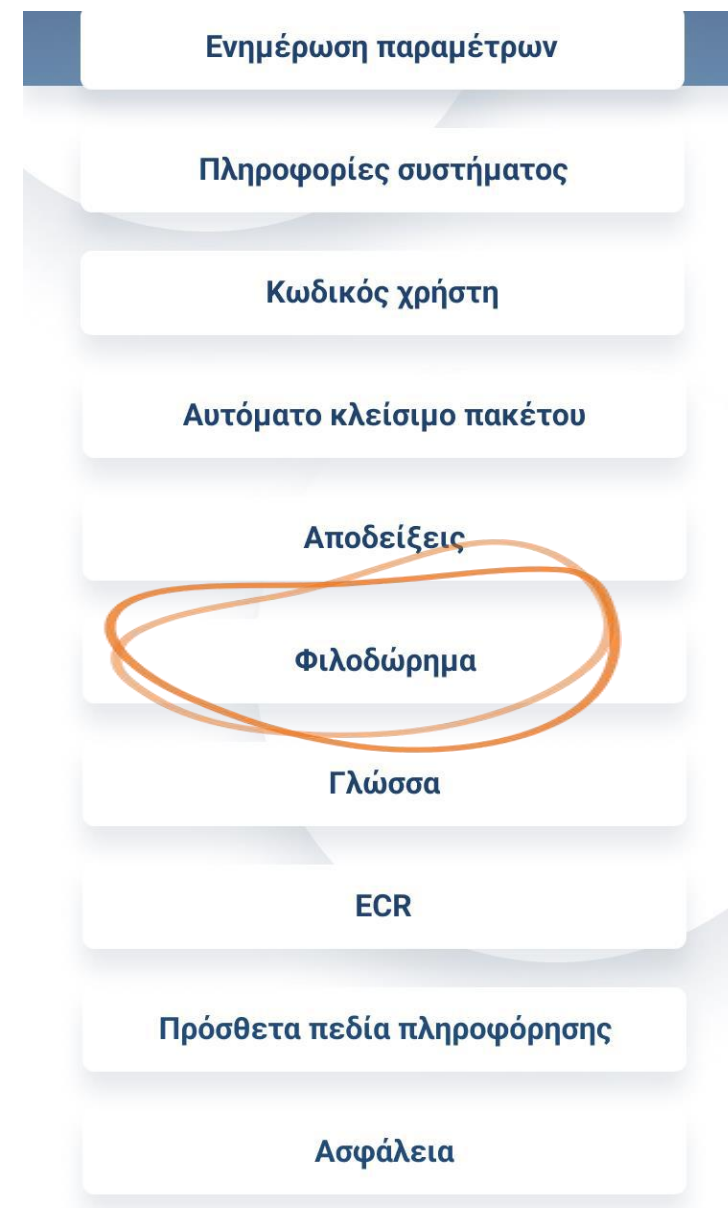 Ενημέρωση παραμέτρων
Πληροφορίες συστήματος
Κωδικός χρήστη
Αυτόματο κλείσιμο πακέτου
Αποδείξεις
Φιλοδώρημα
Γλώσσα
ECR
Πρόσθετα πεδία πληροφόρησης
Ασφάλεια